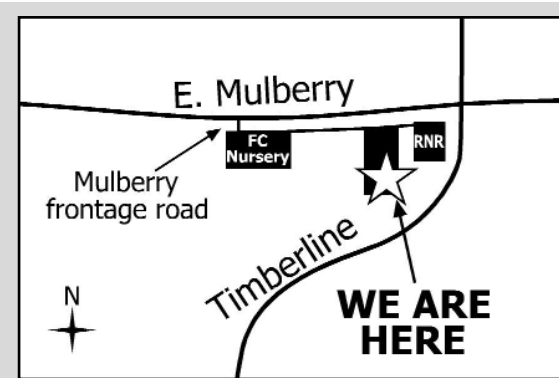 E. Mulberry
FC
Nursery
RNR
Mulberry
frontage road
Timberline
N
WE ARE
HERE